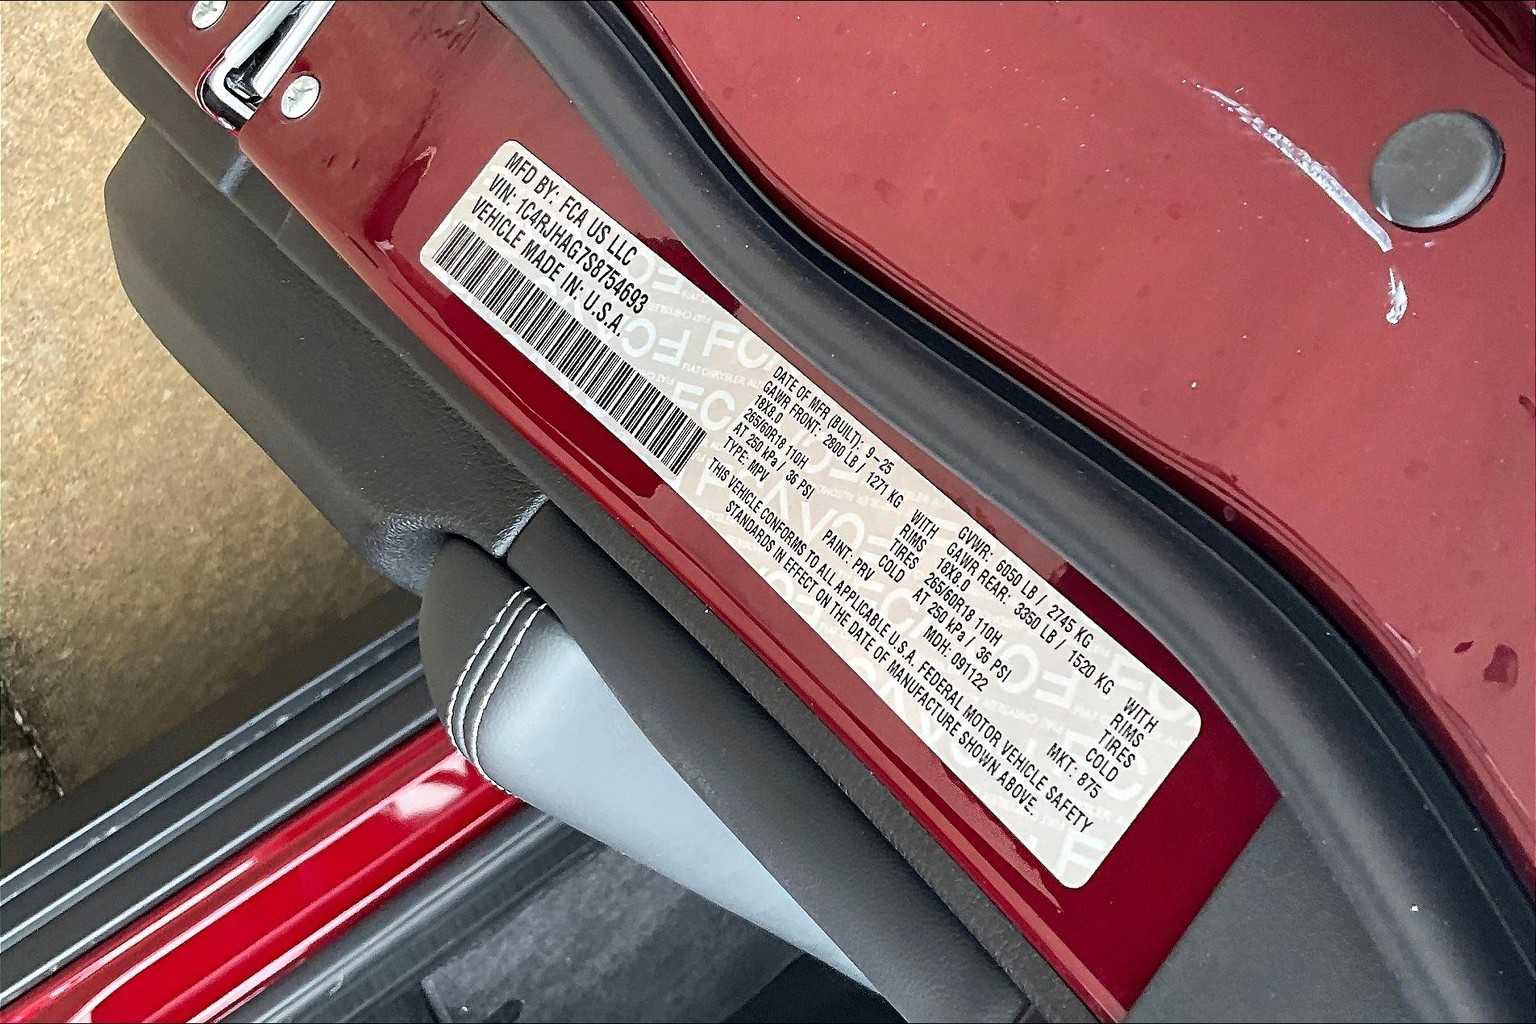 MFD BY: FCA US LLC
VIN: 1C4RJHAG7S8754693
VEHICLE MADE IN: U.S.A.
DATE OF MFR (BUILT): 9-25 GVWR: 6050 LB / 2745 KG
GAWR FRONT: 2800 LB / 1271 KG WITH GAWR REAR: 3350 LB / 1520 KG WITH
18X8.0 RIMS 18X8.0 RIMS
265/60R18 110H TIRES 265/60R18 110H TIRES
AT 250 kPa / 36 PSI COLD AT 250 kPa / 36 PSI COLD
TYPE: MPV PAINT: PRV MDH: 091122 MKT: 875
THIS VEHICLE CONFORMS TO ALL APPLICABLE U.S.A. FEDERAL MOTOR VEHICLE SAFETY
STANDARDS IN EFFECT ON THE DATE OF MANUFACTURE SHOWN ABOVE.